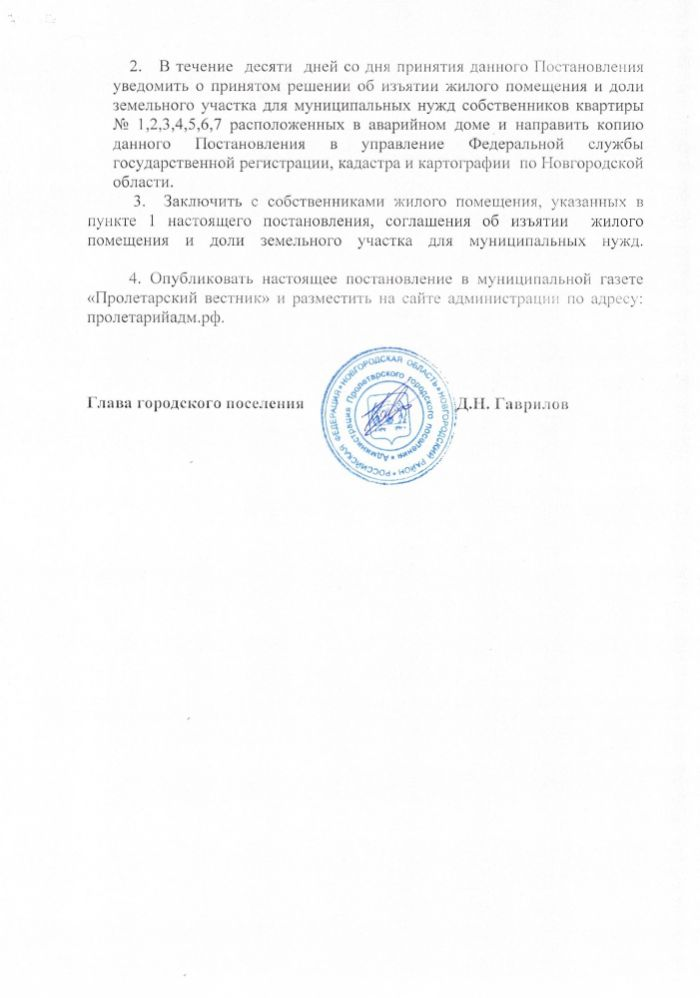 2. В течение десяти дней со дня принятия данного Постановления
уведомить о принятом решении об изъятии жилого помещения и доли
земельного участка для муниципальных нужд собственников квартиры
№ 1,2,3,4,5,6,7 расположенных в аварийном доме и направить копию
данного Постановления в управление Федеральной службы
государственной регистрации, кадастра и картографии по Новгородской
области.
3. Заключить с собственниками жилого помещения, указанных в
пункте 1 настоящего постановления, соглашения об изъятии жилого
помещения и доли земельного участка для муниципальных нужд.
4. Опубликовать настоящее постановление в муниципальной газете
«Пролетарский вестник» и разместить на сайте администрации по адресу:
пролетарийадм.рф.
Глава городского поселения Д.Н. Гаврилов
РОССИЙСКАЯ ФЕДЕРАЦИЯ * НОВГОРОДСКАЯ ОБЛАСТЬ * НОВГОРОДСКИЙ РАЙОН *
Администрация Пролетарского городского поселения *